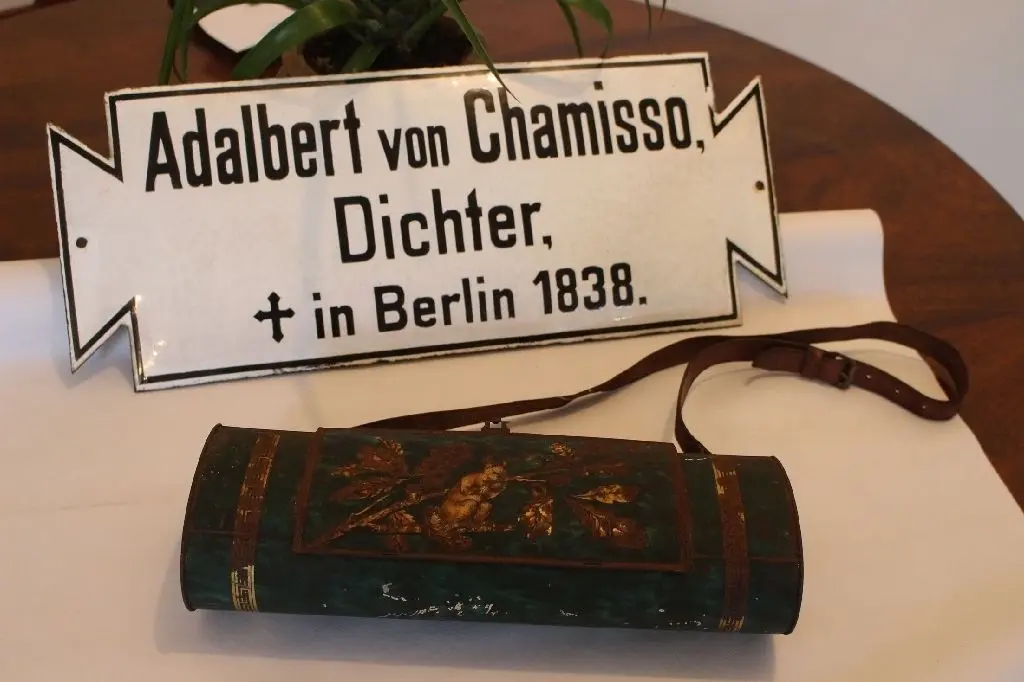 Adalbert von Chamisso,
Dichter,
✝ in Berlin 1838.